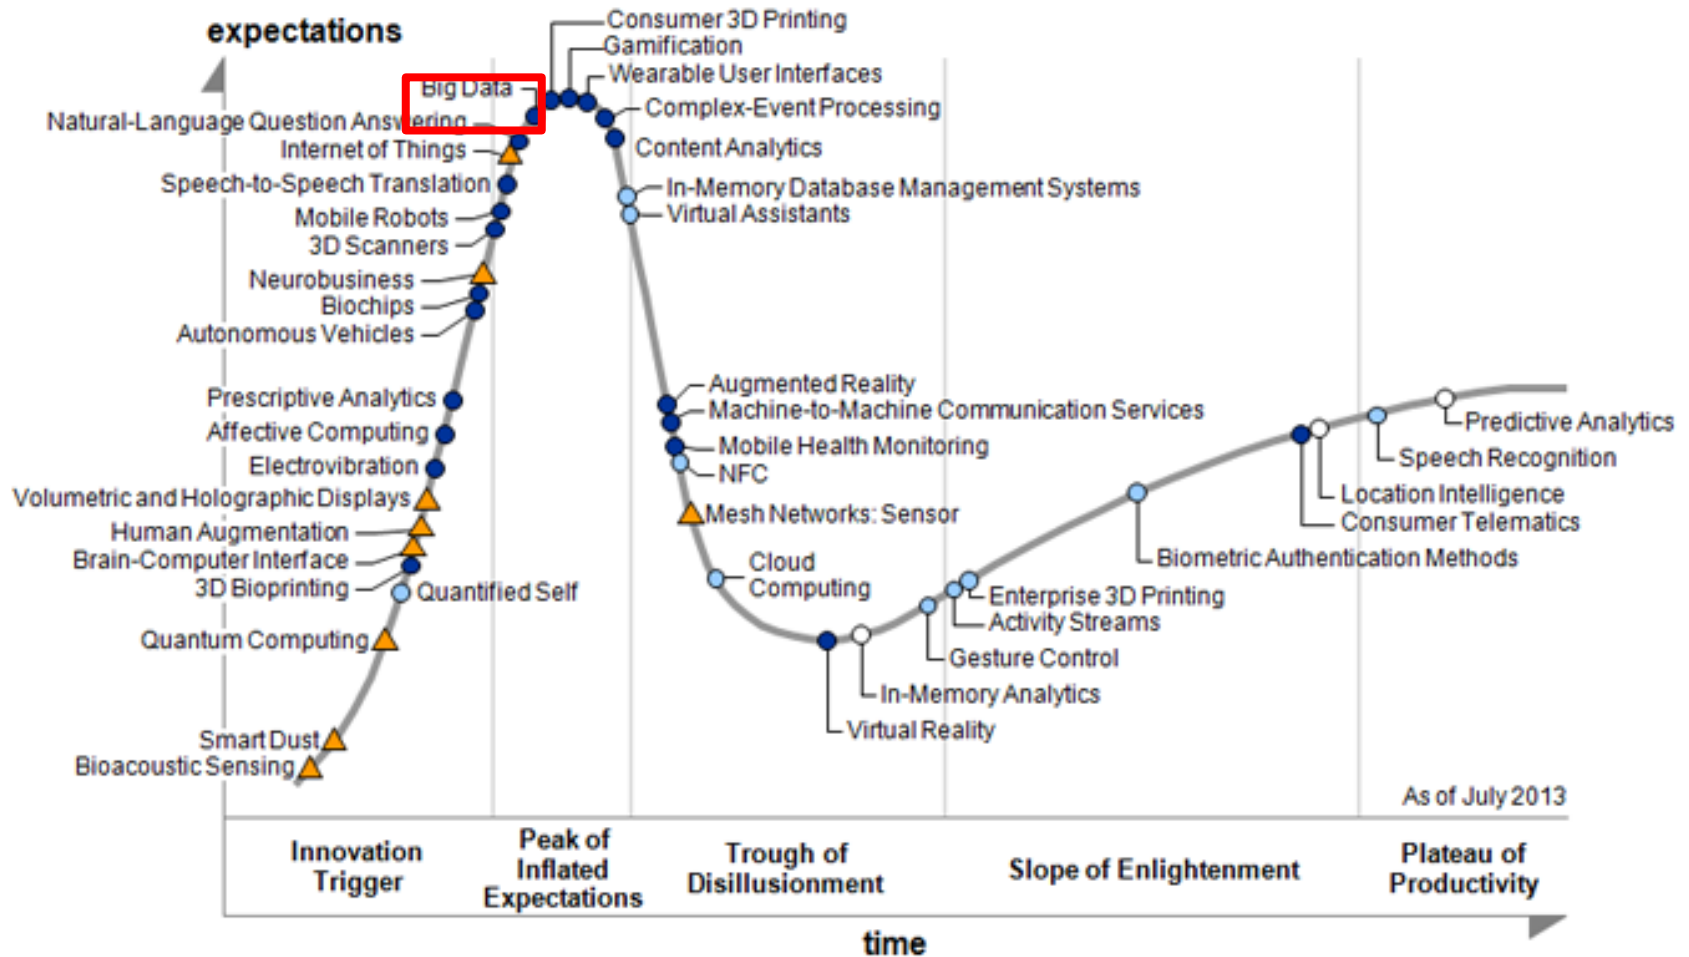 expectations
Consumer 3D Printing
Gamification
Wearable User Interfaces
Big Data
Complex-Event Processing
Natural-Language Question Answering
Internet of Things
Content Analytics
Speech-to-Speech Translation
In-Memory Database Management Systems
Mobile Robots
Virtual Assistants
3D Scanners
Neurobusiness
Biochips
Autonomous Vehicles
Augmented Reality
Prescriptive Analytics
Machine-to-Machine Communication Services
Affective Computing
Mobile Health Monitoring
Electrovibration
NFC
Volumetric and Holographic Displays
Mesh Networks: Sensor
Human Augmentation
Brain-Computer Interface
3D Bioprinting
Quantified Self
Cloud
Computing
Quantum Computing
Smart Dust
Bioacoustic Sensing
Predictive Analytics
Speech Recognition
Location Intelligence
Consumer Telematics
Biometric Authentication Methods
Enterprise 3D Printing
Activity Streams
Gesture Control
In-Memory Analytics
Virtual Reality
As of July 2013
Innovation
Trigger
Peak of
Inflated
Expectations
Trough of
Disillusionment
Slope of Enlightenment
Plateau of
Productivity
time